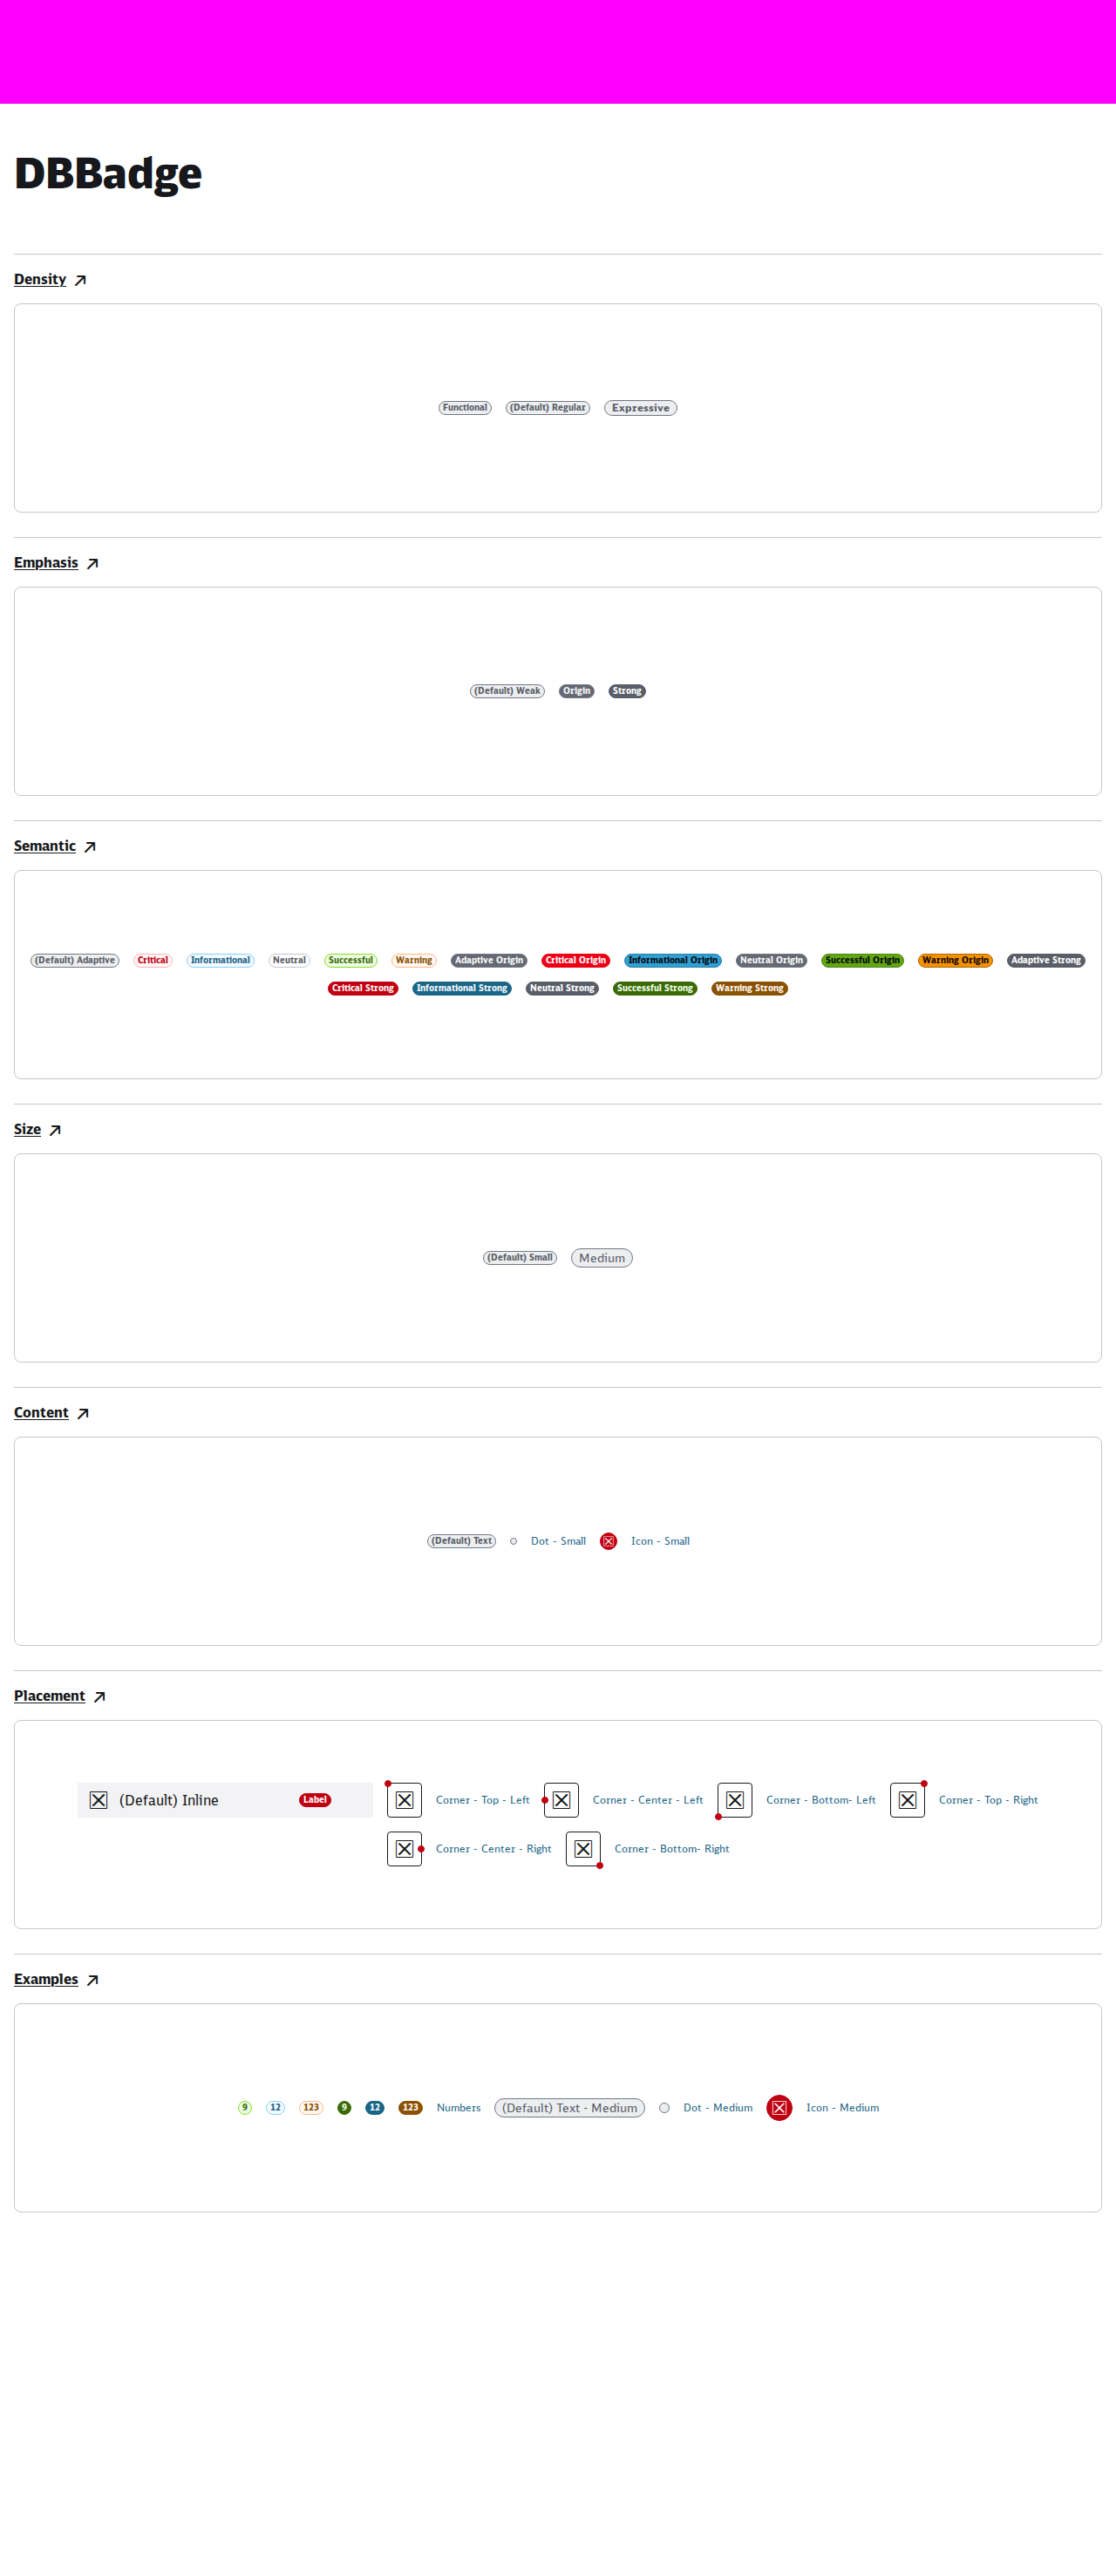 DBBadge
Density
Functional (Default) Regular Expressive
Emphasis
(Default) Weak Origin Strong
Semantic
(Default) Adaptive Critical Informational Neutral Successful Warning Adaptive Origin Critical Origin Informational Origin Neutral Origin Successful Origin Warning Origin Adaptive Strong
Critical Strong Informational Strong Neutral Strong Successful Strong Warning Strong
Size
(Default) Small Medium
Content
(Default) Text Dot - Small Icon - Small
Placement
(Default) Inline Label Corner - Top - Left Corner - Center - Left Corner - Bottom- Left Corner - Top - Right
Corner - Center - Right Corner - Bottom- Right
Examples
9 12 123 9 12 123 Numbers (Default) Text - Medium Dot - Medium Icon - Medium